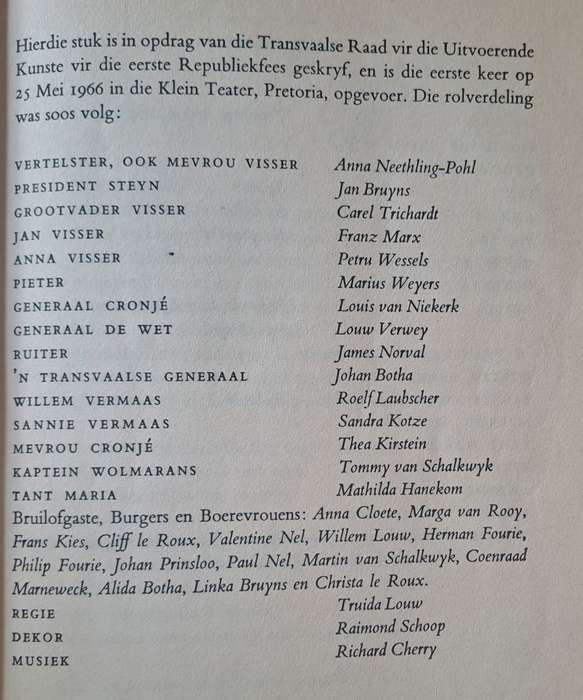 Hierdie stuk is in opdrag van die Transvaalse Raad vir die Uitvoerende
Kunste vir die eerste Republiekfees geskryf, en is die eerste keer op
25 Mei 1966 in die Klein Teater, Pretoria, opgevoer. Die rolverdeling
was soos volg:
VERTELSTER, OOK MEVROU VISSER Anna Neethling-Pohl
PRESIDENT STEYN Jan Bruyns
GROOTVADER VISSER Carel Trichardt
JAN VISSER Franz Marx
ANNA VISSER Petru Wessels
PIETER Marius Weyers
GENERAAL CRONJÉ Louis van Niekerk
GENERAAL DE WET Louw Verwey
RUITER James Norval
'N TRANSVAALSE GENERAAL Johan Botha
WILLEM VERMAAS Roelf Laubscher
SANNIE VERMAAS Sandra Kotze
MEVROU CRONJÉ Thea Kirstein
KAPTEIN WOLMARANS Tommy van Schalkwyk
TANT MARIA Mathilda Hanekom
Bruilofgaste, Burgers en Boerevrouens: Anna Cloete, Marga van Rooy,
Frans Kies, Cliff le Roux, Valentine Nel, Willem Louw, Herman Fourie,
Philip Fourie, Johan Prinsloo, Paul Nel, Martin van Schalkwyk, Coenraad
Marneweck, Alida Botha, Linka Bruyns en Christa le Roux.
REGIE Truida Louw
DEKOR Raimond Schoop
MUSIEK Richard Cherry